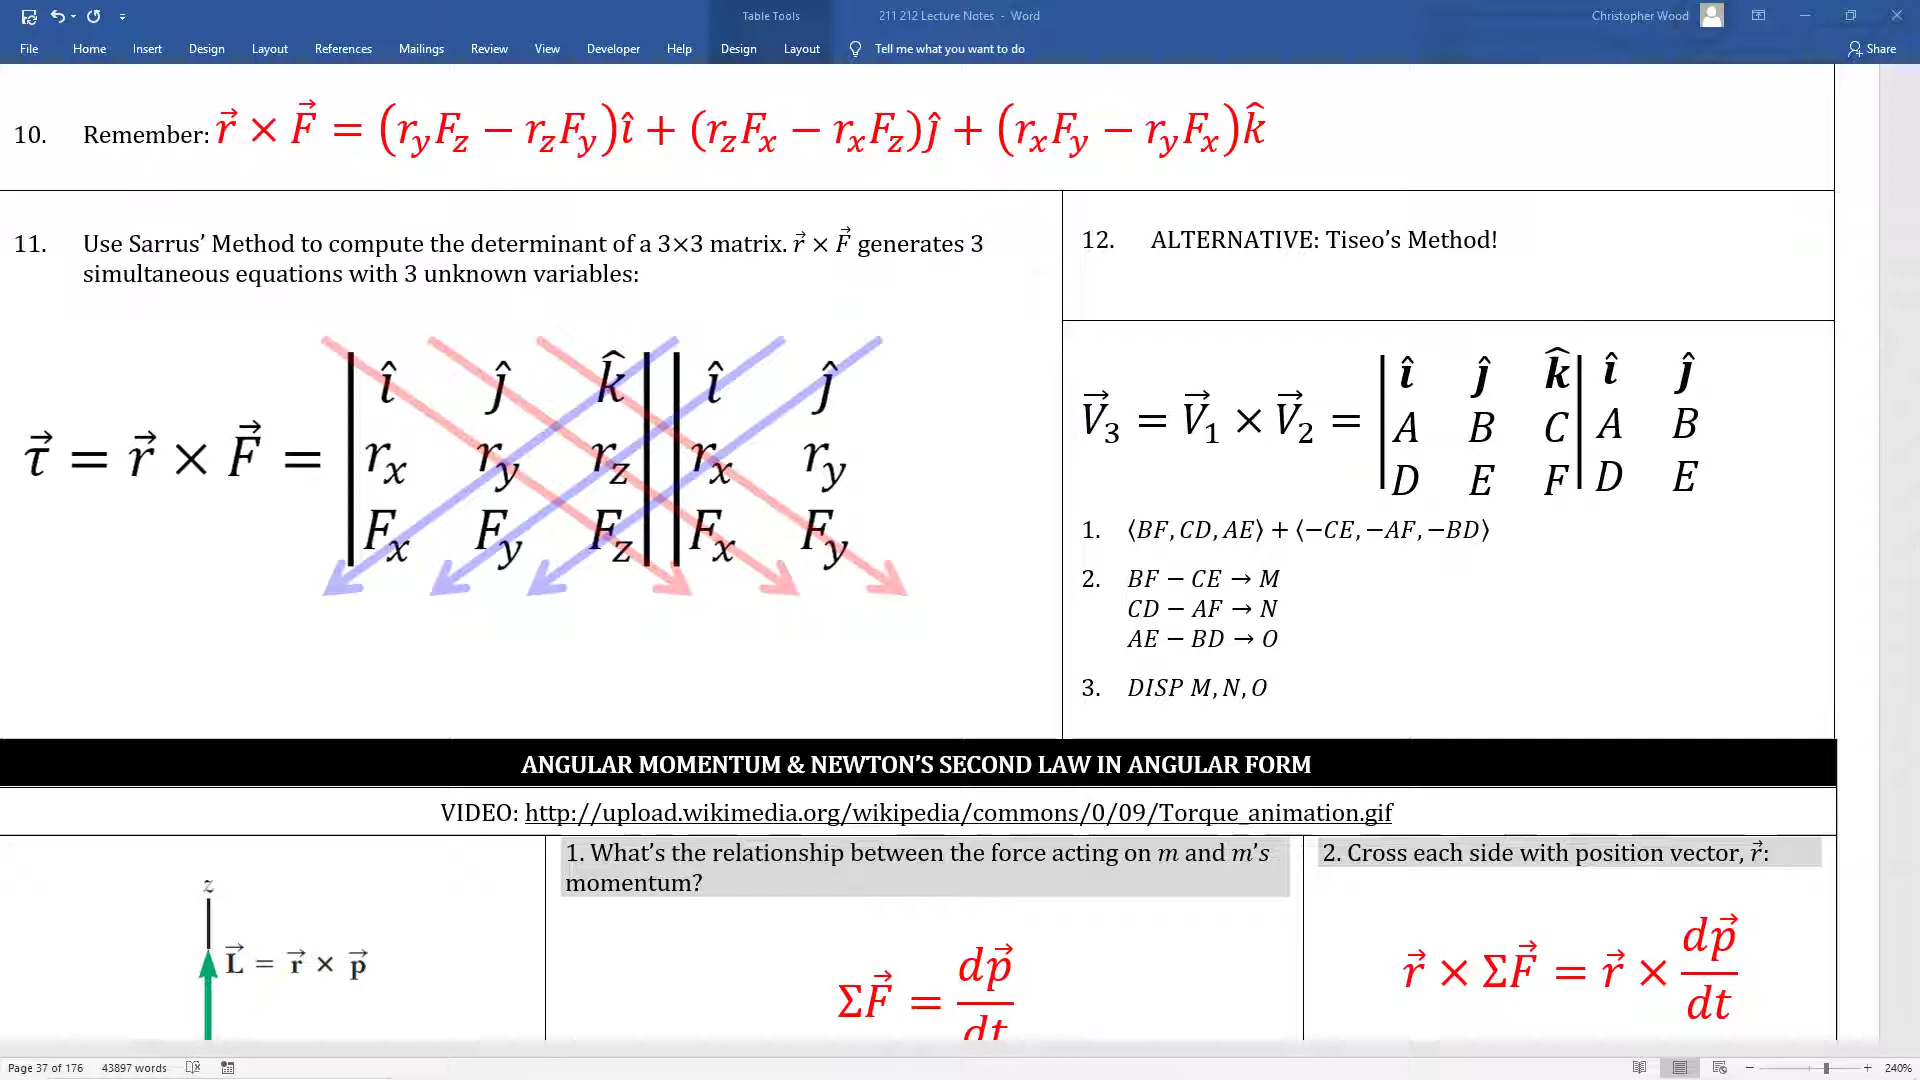 Table Tools
211 212 Lecture Notes - Word
Christopher Wood
File Home Insert Design Layout References Mailings Review View Developer Help Design Layout Tell me what you want to do Share
10. Remember: r⃗ × F⃗ = (r_yF_z − r_zF_y)î + (r_zF_x − r_xF_z)ĵ + (r_xF_y − r_yF_x)k̂
11. Use Sarrus’ Method to compute the determinant of a 3×3 matrix. r⃗ × F⃗ generates 3
simultaneous equations with 3 unknown variables:
î ĵ k̂ î ĵ
τ⃗ = r⃗ × F⃗ = r_x r_y r_z r_x r_y
F_x F_y F_z F_x F_y
12. ALTERNATIVE: Tiseo’s Method!
î ĵ k̂ î ĵ
V⃗₃ = V⃗₁ × V⃗₂ = A B C A B
D E F D E
1. ⟨BF, CD, AE⟩ + ⟨−CE, −AF, −BD⟩
2. BF − CE → M
CD − AF → N
AE − BD → O
3. DISP M, N, O
ANGULAR MOMENTUM & NEWTON’S SECOND LAW IN ANGULAR FORM
VIDEO: http://upload.wikimedia.org/wikipedia/commons/0/09/Torque_animation.gif
z
L⃗ = r⃗ × p⃗
1. What’s the relationship between the force acting on m and m’s
momentum?
ΣF⃗ = dp⃗/dt
2. Cross each side with position vector, r⃗:
r⃗ × ΣF⃗ = r⃗ × dp⃗/dt
Page 37 of 176 43897 words 240%